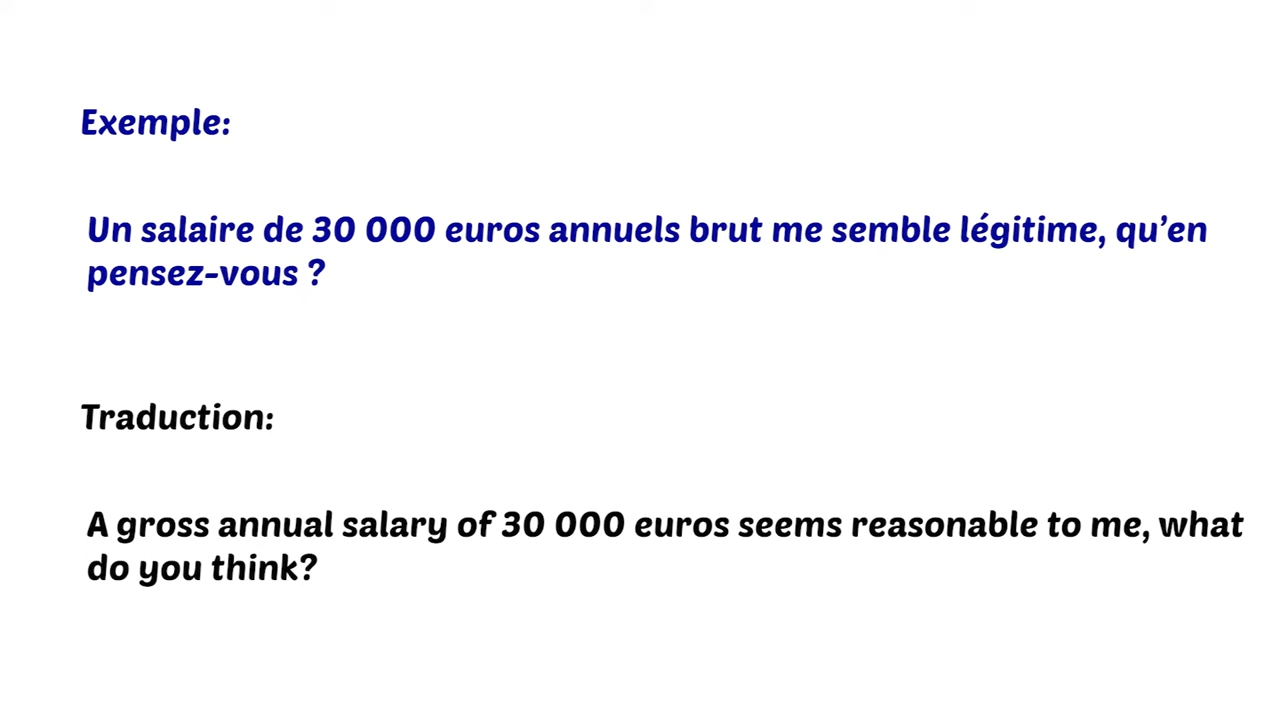 Exemple:
Un salaire de 30 000 euros annuels brut me semble légitime, qu’en
pensez-vous ?
Traduction:
A gross annual salary of 30 000 euros seems reasonable to me, what
do you think?